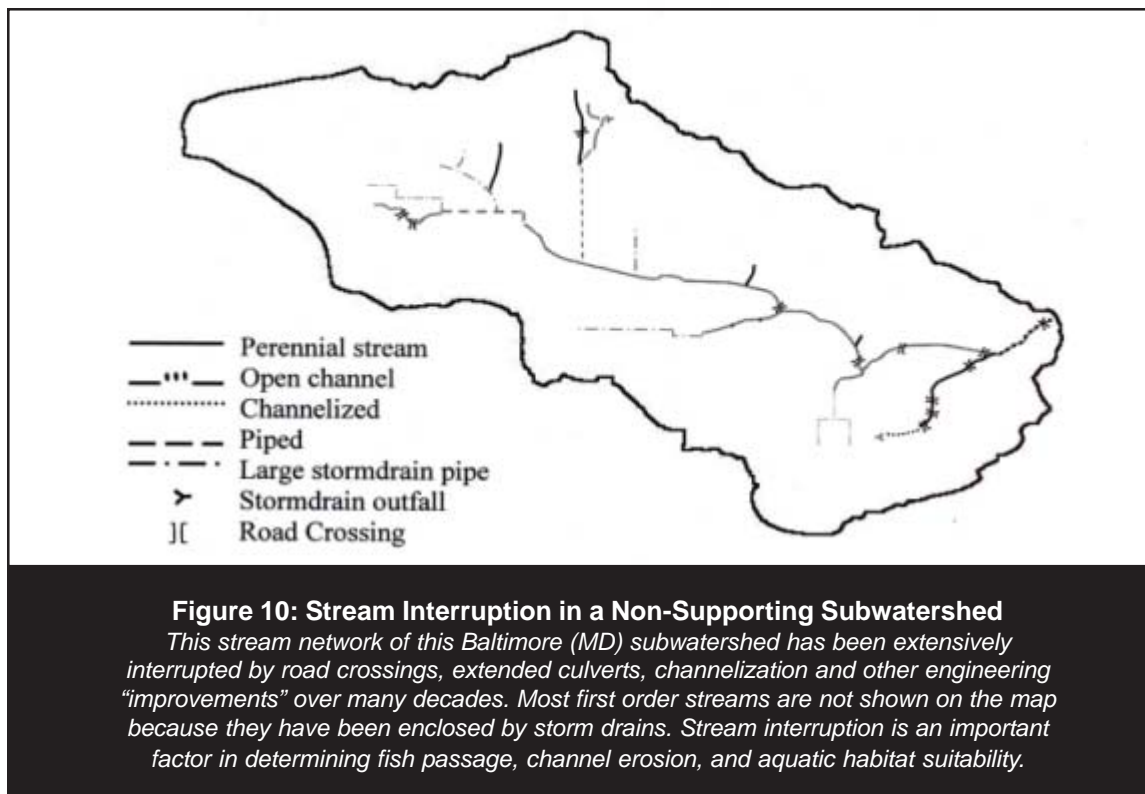 Perennial stream
Open channel
Channelized
Piped
Large stormdrain pipe
Stormdrain outfall
Road Crossing
Figure 10: Stream Interruption in a Non-Supporting Subwatershed
This stream network of this Baltimore (MD) subwatershed has been extensively
interrupted by road crossings, extended culverts, channelization and other engineering
“improvements” over many decades. Most first order streams are not shown on the map
because they have been enclosed by storm drains. Stream interruption is an important
factor in determining fish passage, channel erosion, and aquatic habitat suitability.